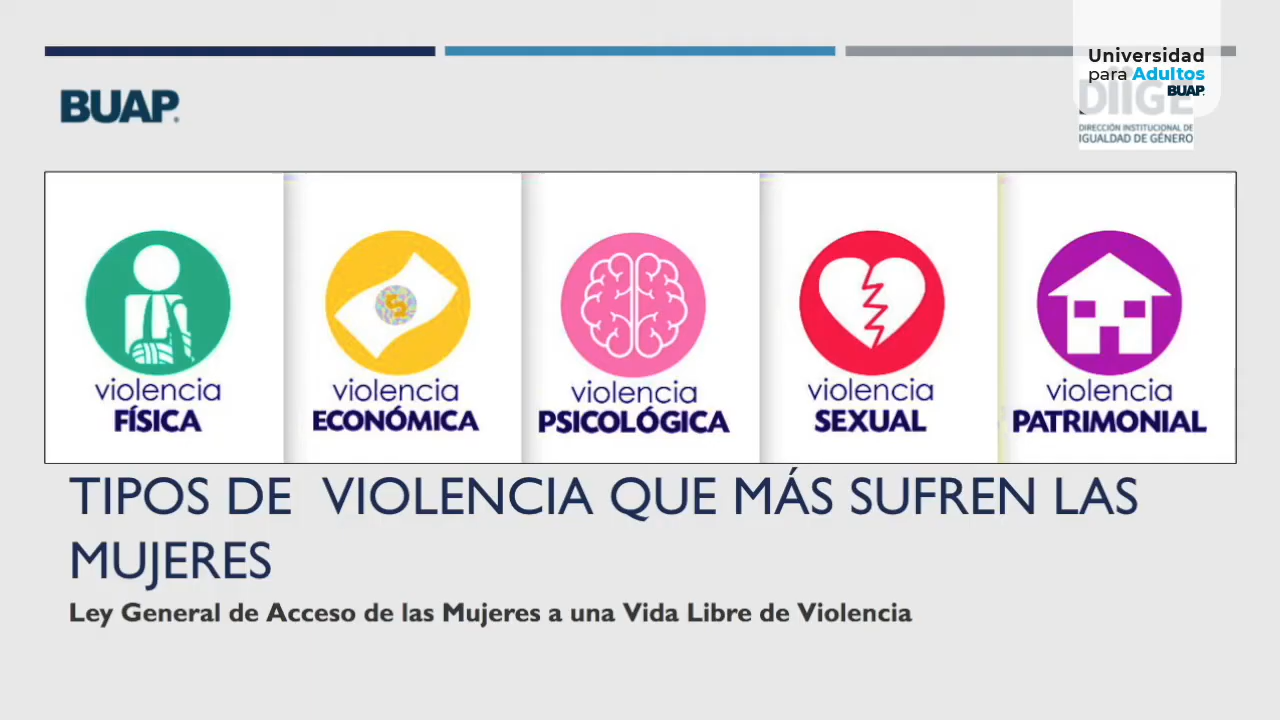 Universidad
para Adultos
BUAP
BUAP
DIIGE
DIRECCIÓN INSTITUCIONAL DE
IGUALDAD DE GÉNERO
violencia
FÍSICA
violencia
ECONÓMICA
violencia
PSICOLÓGICA
violencia
SEXUAL
violencia
PATRIMONIAL
TIPOS DE VIOLENCIA QUE MÁS SUFREN LAS
MUJERES
Ley General de Acceso de las Mujeres a una Vida Libre de Violencia